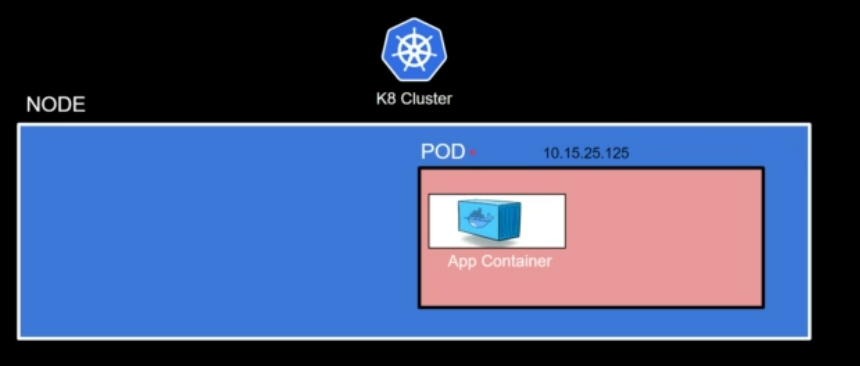 K8 Cluster
NODE
POD
10.15.25.125
App Container